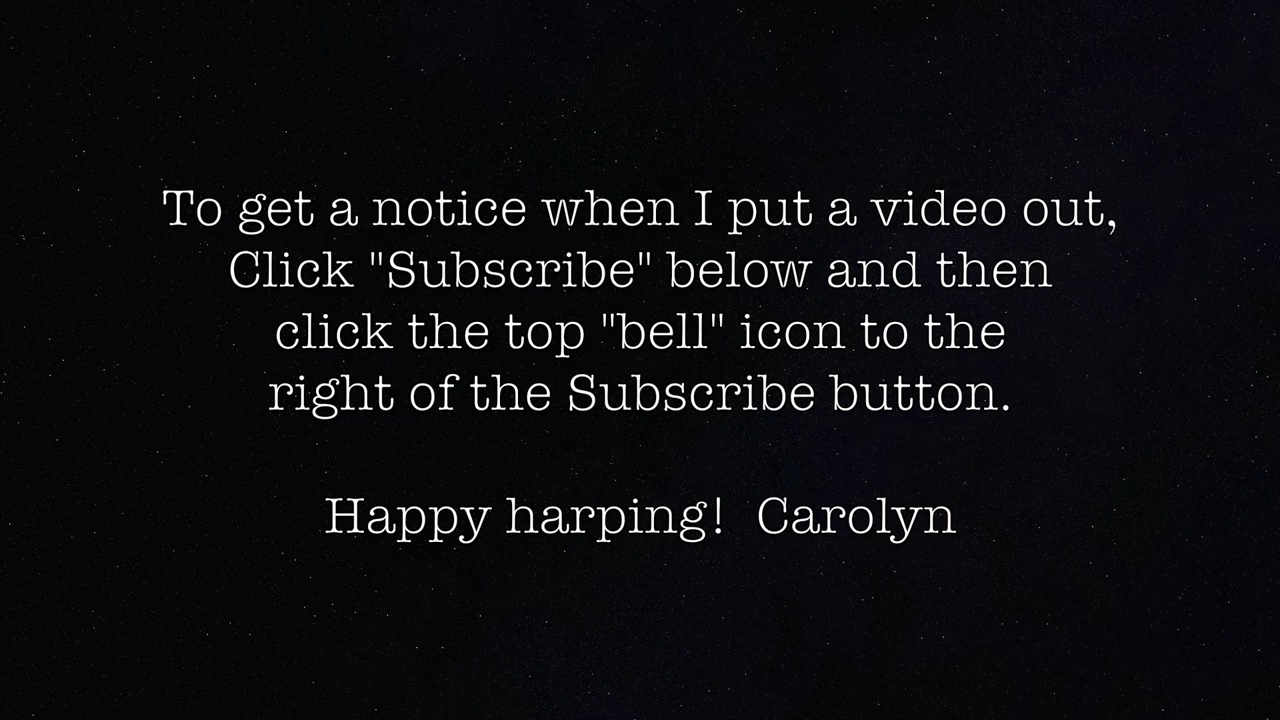 To get a notice when I put a video out,
Click "Subscribe" below and then
click the top "bell" icon to the
right of the Subscribe button.
Happy harping!  Carolyn